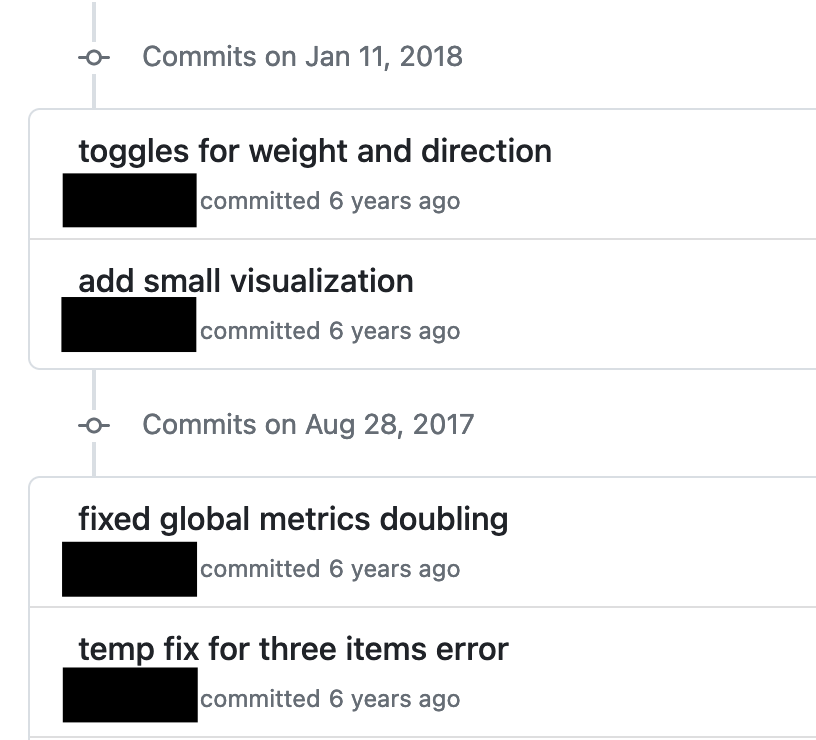 Commits on Jan 11, 2018
toggles for weight and direction
committed 6 years ago
add small visualization
committed 6 years ago
Commits on Aug 28, 2017
fixed global metrics doubling
committed 6 years ago
temp fix for three items error
committed 6 years ago